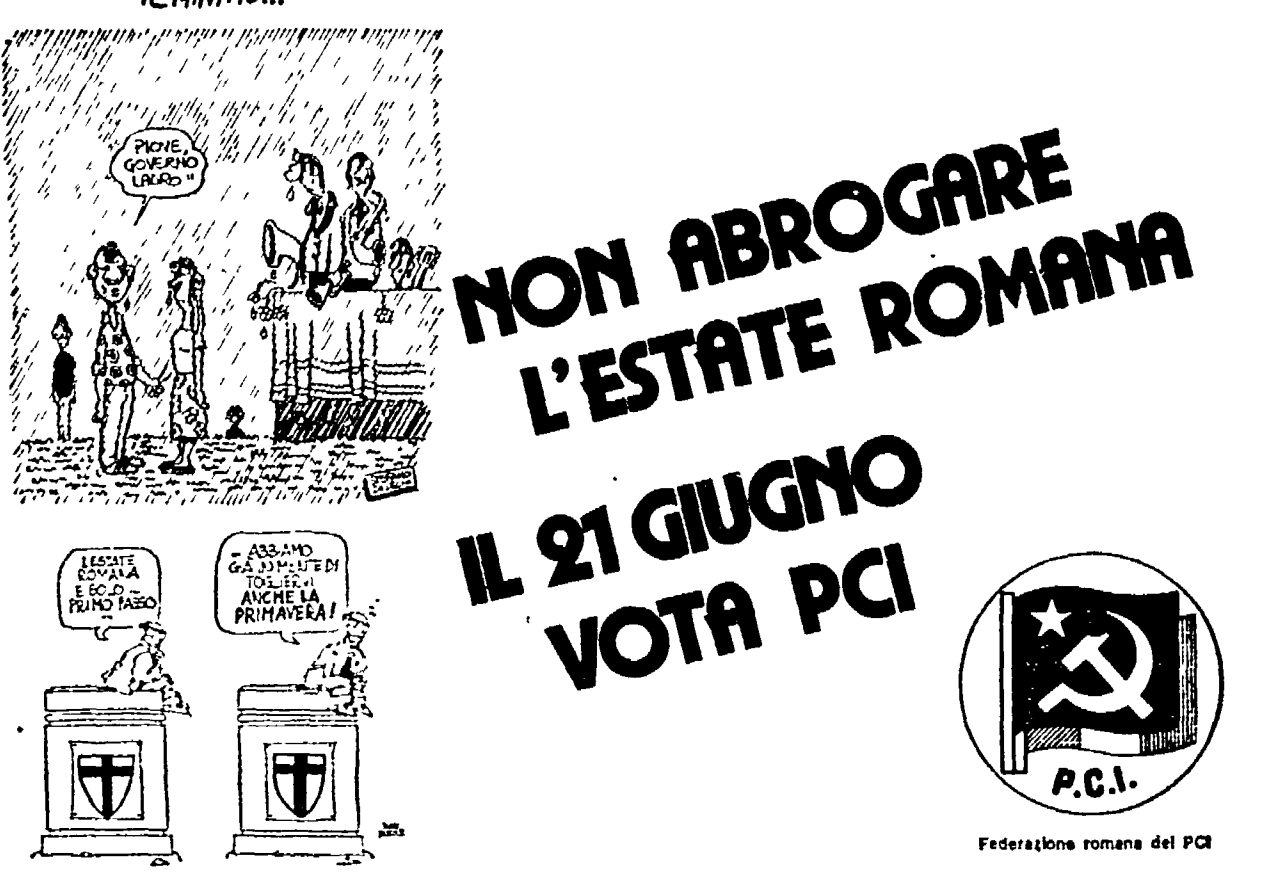 PIOVE,
GOVERNO
LADRO"
NON ABROGARE
L'ESTATE ROMANA
IL 21 GIUGNO
VOTA PCI
L'ESTATE
ROMANA
È SOLO
PRIMO PASSO
...
— ABBIAMO
GIÀ IN MENTE DI
TOGLIERVI
ANCHE LA
PRIMAVERA!
P.C.I.
Federazione romana del PCI